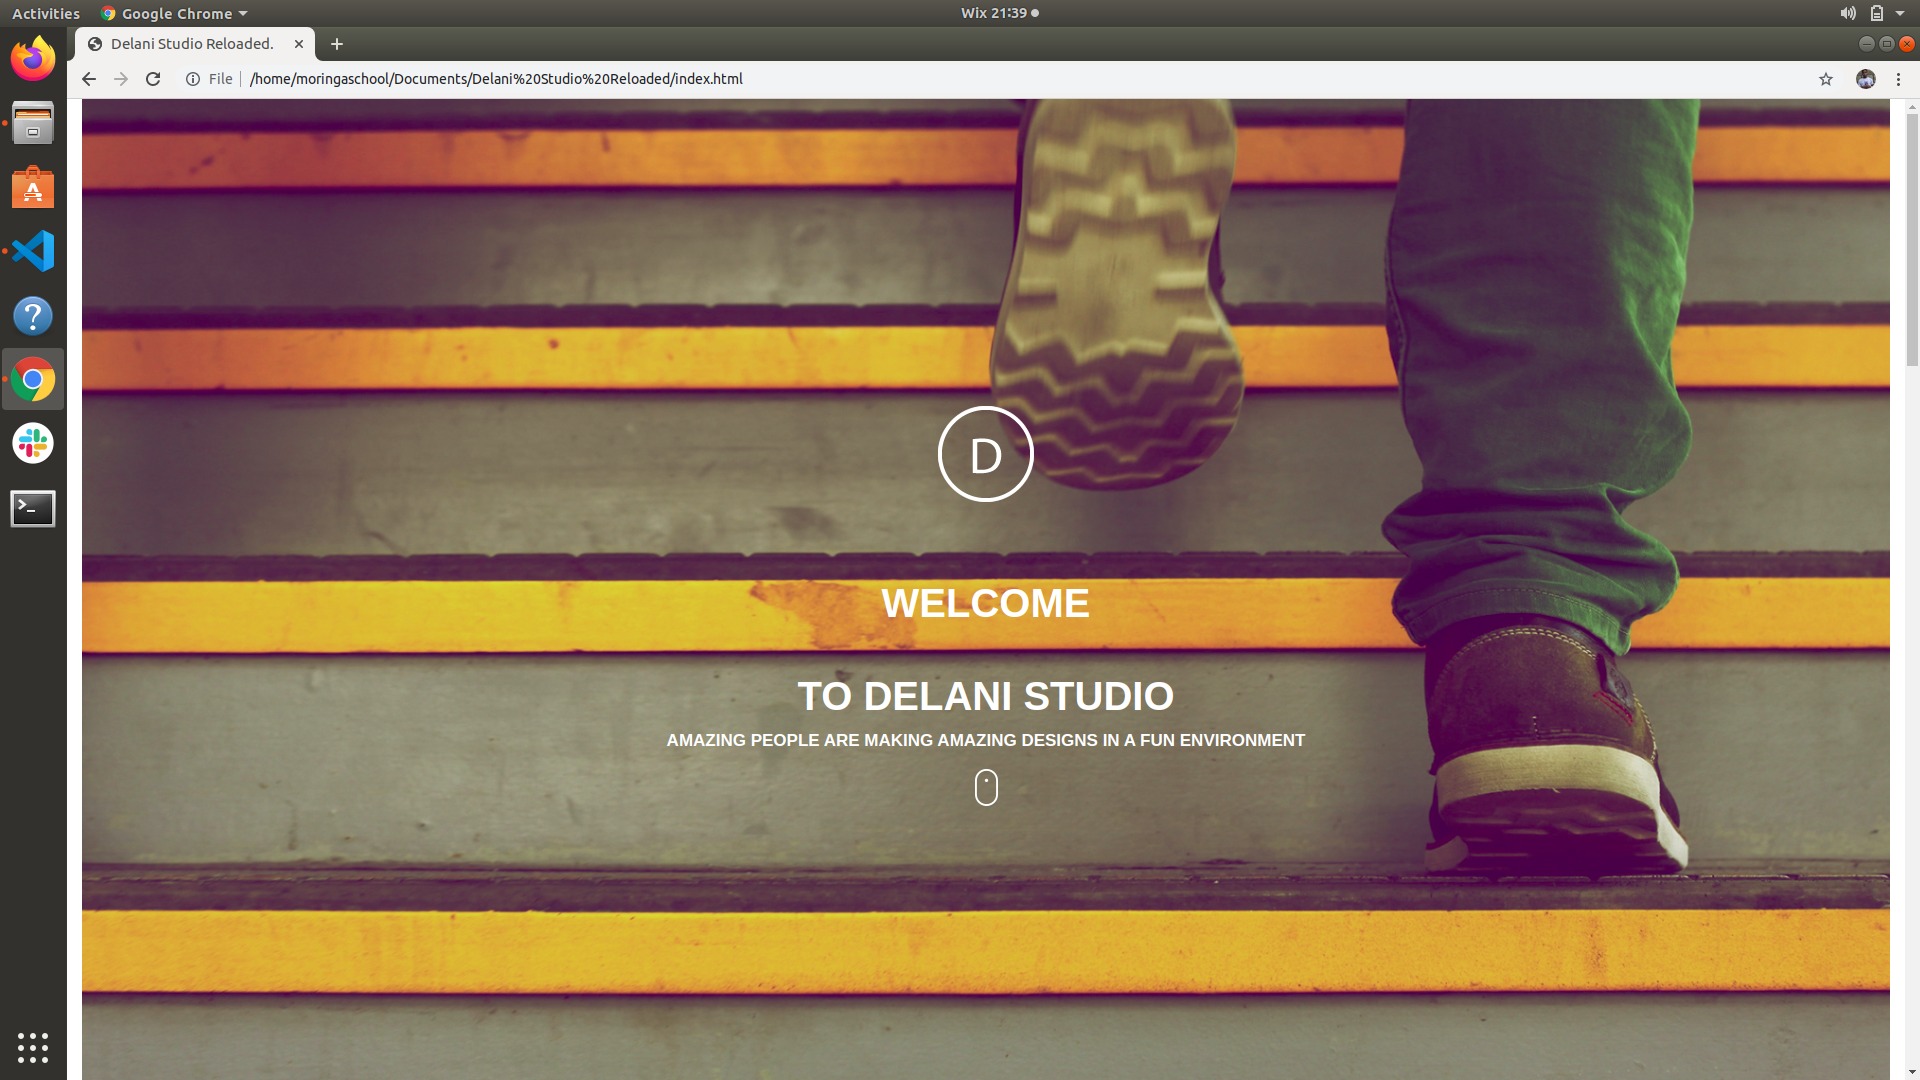 Activities
Google Chrome
Wix 21:39
Delani Studio Reloaded.
File
/home/moringaschool/Documents/Delani%20Studio%20Reloaded/index.html
D
WELCOME
TO DELANI STUDIO
AMAZING PEOPLE ARE MAKING AMAZING DESIGNS IN A FUN ENVIRONMENT